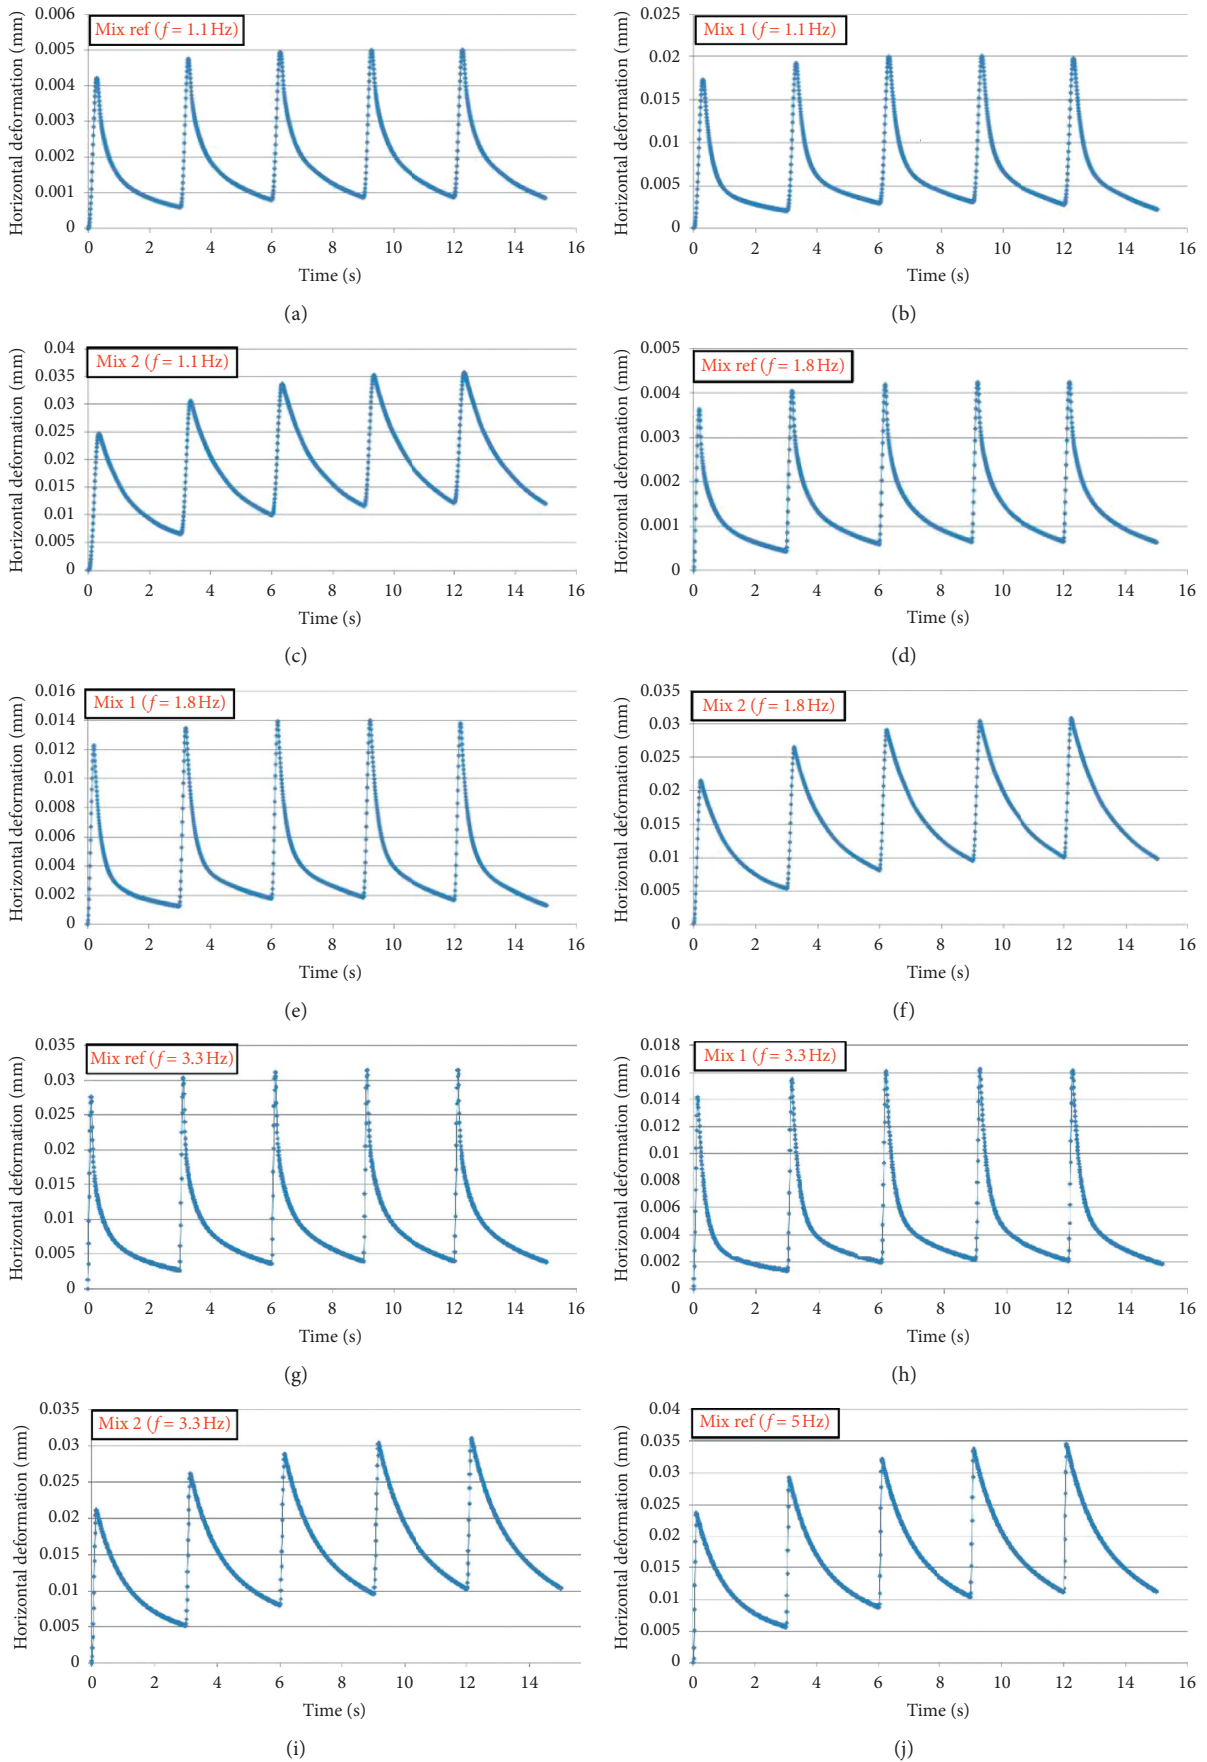 Horizontal deformation (mm)
Mix ref (f = 1.1 Hz)
0.006
0.005
0.004
0.003
0.002
0.001
0
0 2 4 6 8 10 12 14 16
Time (s)
(a)
Horizontal deformation (mm)
Mix 1 (f = 1.1 Hz)
0.025
0.02
0.015
0.01
0.005
0
0 2 4 6 8 10 12 14 16
Time (s)
(b)
Horizontal deformation (mm)
Mix 2 (f = 1.1 Hz)
0.04
0.035
0.03
0.025
0.02
0.015
0.01
0.005
0
0 2 4 6 8 10 12 14 16
Time (s)
(c)
Horizontal deformation (mm)
Mix ref (f = 1.8 Hz)
0.005
0.004
0.003
0.002
0.001
0
0 2 4 6 8 10 12 14 16
Time (s)
(d)
Horizontal deformation (mm)
Mix 1 (f = 1.8 Hz)
0.016
0.014
0.012
0.01
0.008
0.006
0.004
0.002
0
0 2 4 6 8 10 12 14 16
Time (s)
(e)
Horizontal deformation (mm)
Mix 2 (f = 1.8 Hz)
0.035
0.03
0.025
0.02
0.015
0.01
0.005
0
0 2 4 6 8 10 12 14 16
Time (s)
(f)
Horizontal deformation (mm)
Mix ref (f = 3.3 Hz)
0.035
0.03
0.025
0.02
0.015
0.01
0.005
0
0 2 4 6 8 10 12 14 16
Time (s)
(g)
Horizontal deformation (mm)
Mix 1 (f = 3.3 Hz)
0.018
0.016
0.014
0.012
0.01
0.008
0.006
0.004
0.002
0
0 2 4 6 8 10 12 14 16
Time (s)
(h)
Horizontal deformation (mm)
Mix 2 (f = 3.3 Hz)
0.035
0.03
0.025
0.02
0.015
0.01
0.005
0
0 2 4 6 8 10 12 14
Time (s)
(i)
Horizontal deformation (mm)
Mix ref (f = 5 Hz)
0.04
0.035
0.03
0.025
0.02
0.015
0.01
0.005
0
0 2 4 6 8 10 12 14 16
Time (s)
(j)